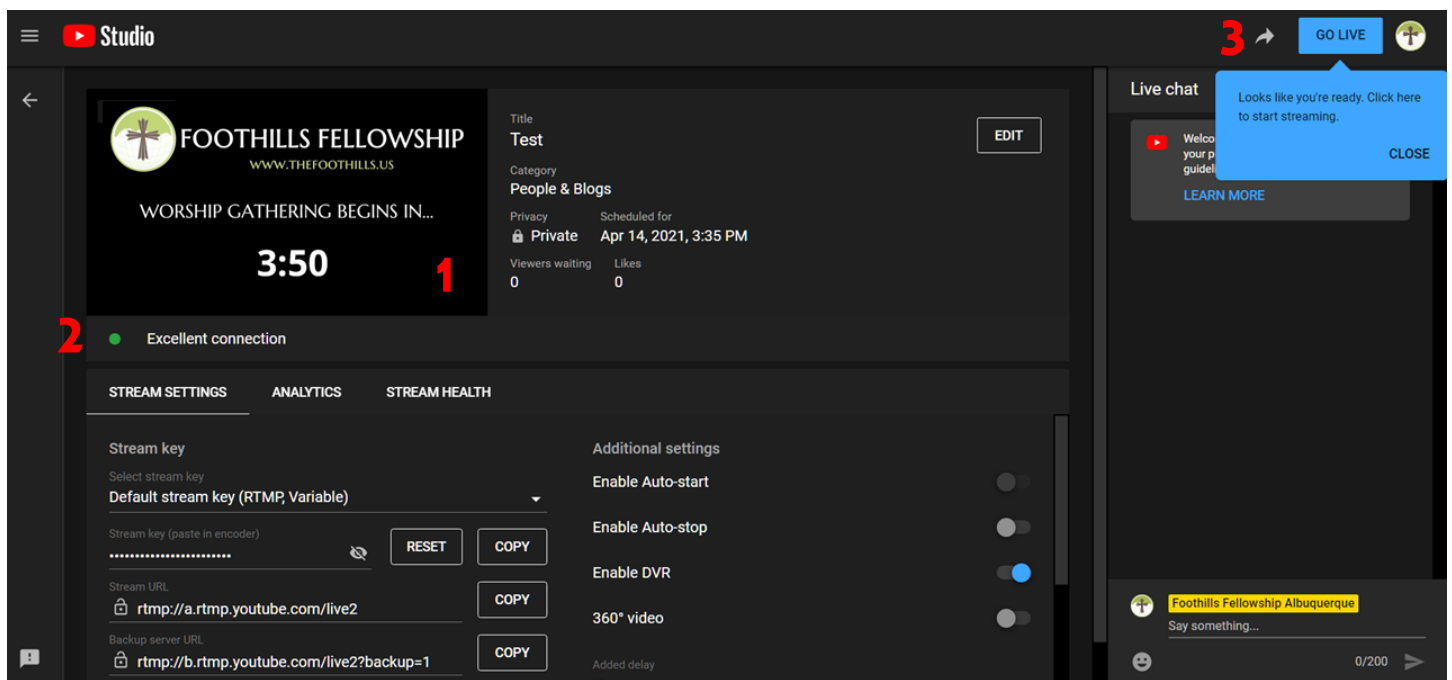 Studio
3
GO LIVE
FOOTHILLS FELLOWSHIP
WWW.THEFOOTHILLS.US
WORSHIP GATHERING BEGINS IN...
3:50
1
Title
Test
EDIT
Category
People & Blogs
Privacy
Scheduled for
Private
Apr 14, 2021, 3:35 PM
Viewers waiting
Likes
0
0
2
Excellent connection
Live chat
Looks like you're ready. Click here
to start streaming.
CLOSE
your p
LEARN MORE
STREAM SETTINGS
ANALYTICS
STREAM HEALTH
Stream key
Select stream key
Default stream key (RTMP, Variable)
Stream key (paste in encoder)
••••••••••••••••••••••••
RESET
COPY
Stream URL
rtmp://a.rtmp.youtube.com/live2
COPY
Backup server URL
rtmp://b.rtmp.youtube.com/live2?backup=1
COPY
Additional settings
Enable Auto-start
Enable Auto-stop
Enable DVR
360° video
Added delay
Foothills Fellowship Albuquerque
Say something...
0/200